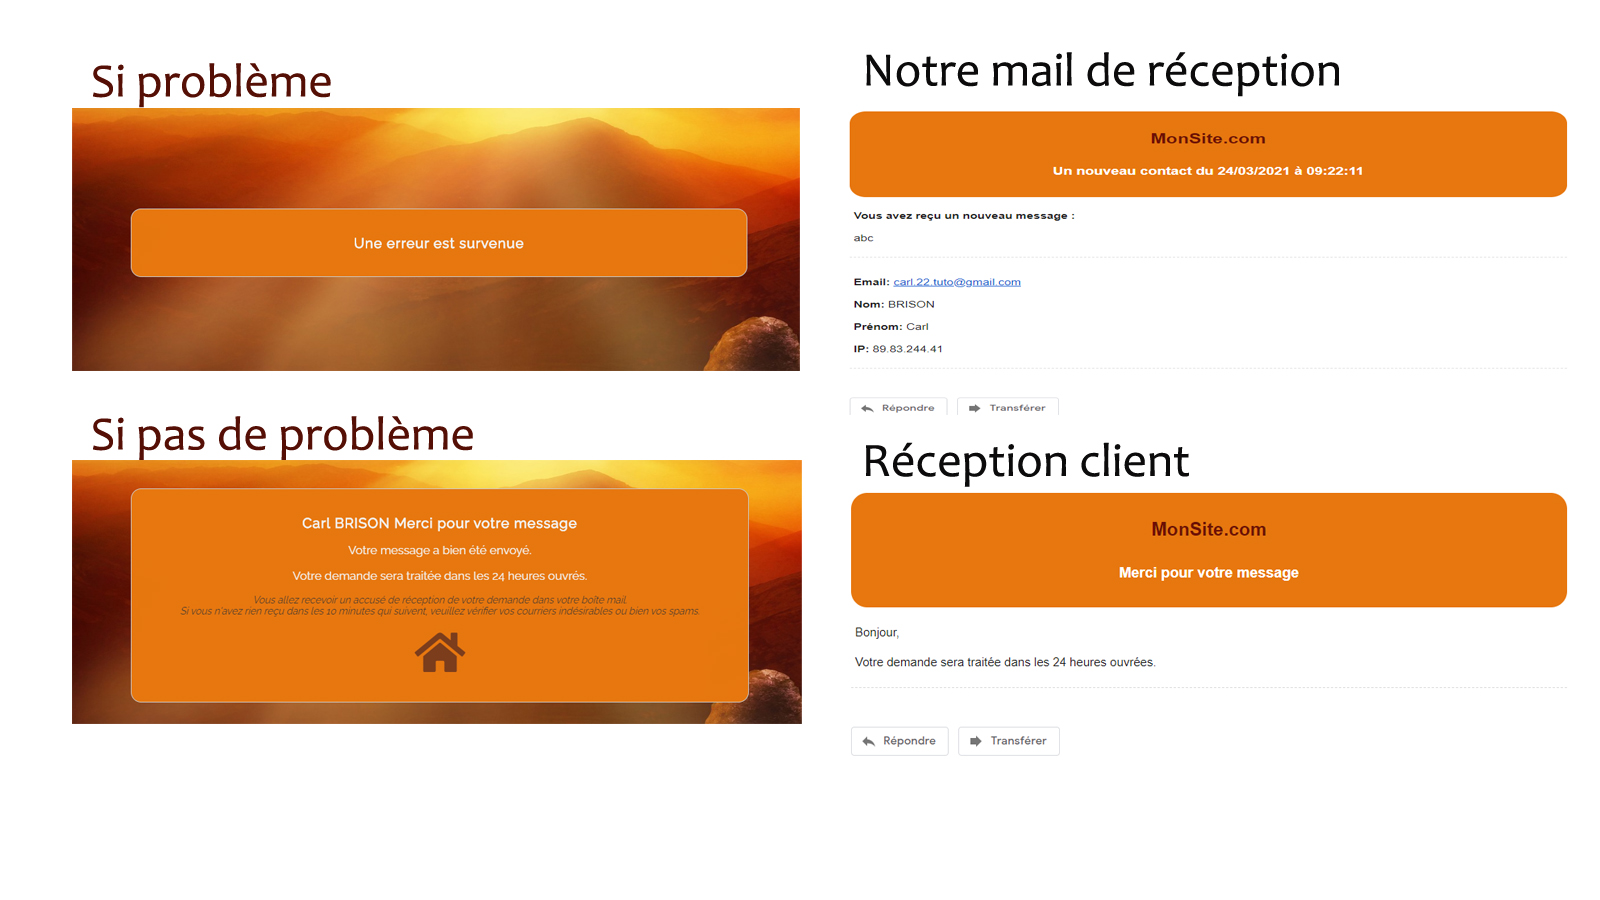 Si problème
Une erreur est survenue
Si pas de problème
Carl BRISON Merci pour votre message
Votre message a bien été envoyé.
Votre demande sera traitée dans les 24 heures ouvrés.
Vous allez recevoir un accusé de réception de votre demande dans votre boîte mail.
Si vous n'avez rien reçu dans les 10 minutes qui suivent, veuillez vérifier vos courriers indésirables ou bien vos spams.
Notre mail de réception
MonSite.com
Un nouveau contact du 24/03/2021 à 09:22:11
Vous avez reçu un nouveau message :
abc
Email: carl.22.tuto@gmail.com
Nom: BRISON
Prénom: Carl
IP: 89.83.244.41
Répondre Transférer
Réception client
MonSite.com
Merci pour votre message
Bonjour,
Votre demande sera traitée dans les 24 heures ouvrées.
Répondre Transférer